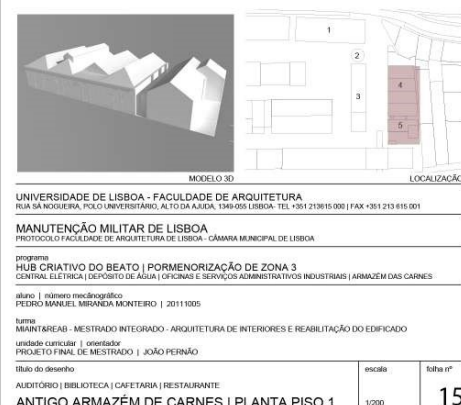 1
2
3
4
5
MODELO 3D
LOCALIZAÇÃO
UNIVERSIDADE DE LISBOA - FACULDADE DE ARQUITETURA
RUA SÁ NOGUEIRA, POLO UNIVERSITÁRIO, ALTO DA AJUDA, 1349-055 LISBOA- TEL +351 213615 000 | FAX +351 213 615 001
MANUTENÇÃO MILITAR DE LISBOA
PROTOCOLO FACULDADE DE ARQUITETURA DE LISBOA - CÂMARA MUNICIPAL DE LISBOA
programa
HUB CRIATIVO DO BEATO | PORMENORIZAÇÃO DE ZONA 3
CENTRAL ELÉTRICA | DEPÓSITO DE ÁGUA | OFICINAS E SERVIÇOS ADMINISTRATIVOS INDUSTRIAIS | ARMAZÉM DAS CARNES
aluno | número mecânográfico
PEDRO MANUEL MIRANDA MONTEIRO | 20111005
turma
MIAINT&REAB - MESTRADO INTEGRADO - ARQUITETURA DE INTERIORES E REABILITAÇÃO DO EDIFICADO
unidade curricular | orientador
PROJETO FINAL DE MESTRADO | JOÃO PERNÃO
título do desenho
escala
folha nº
AUDITÓRIO | BIBLIOTECA | CAFETARIA | RESTAURANTE
ANTIGO ARMAZÉM DE CARNES | PLANTA PISO 1
1/200
15